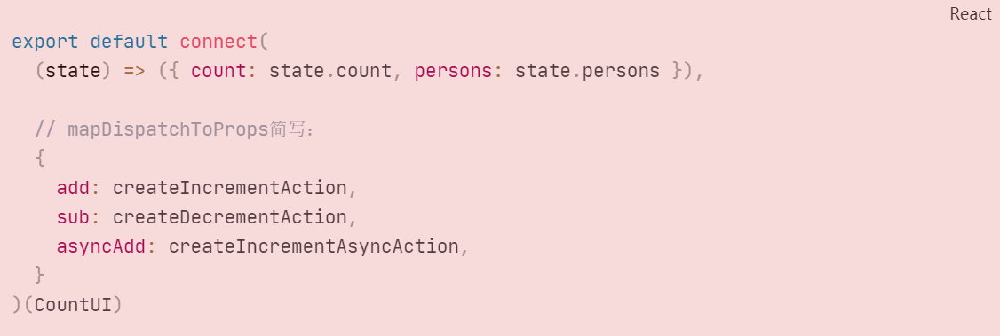 React
export default connect(
  (state) => ({ count: state.count, persons: state.persons }),
  // mapDispatchToProps简写：
  {
    add: createIncrementAction,
    sub: createDecrementAction,
    asyncAdd: createIncrementAsyncAction,
  }
)(CountUI)